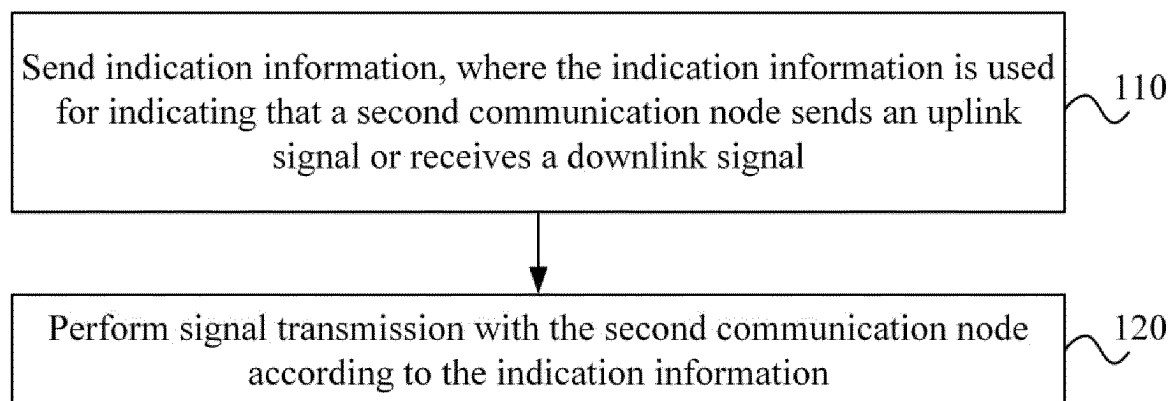 Send indication information, where the indication information is used
for indicating that a second communication node sends an uplink
signal or receives a downlink signal
110
Perform signal transmission with the second communication node
according to the indication information
120